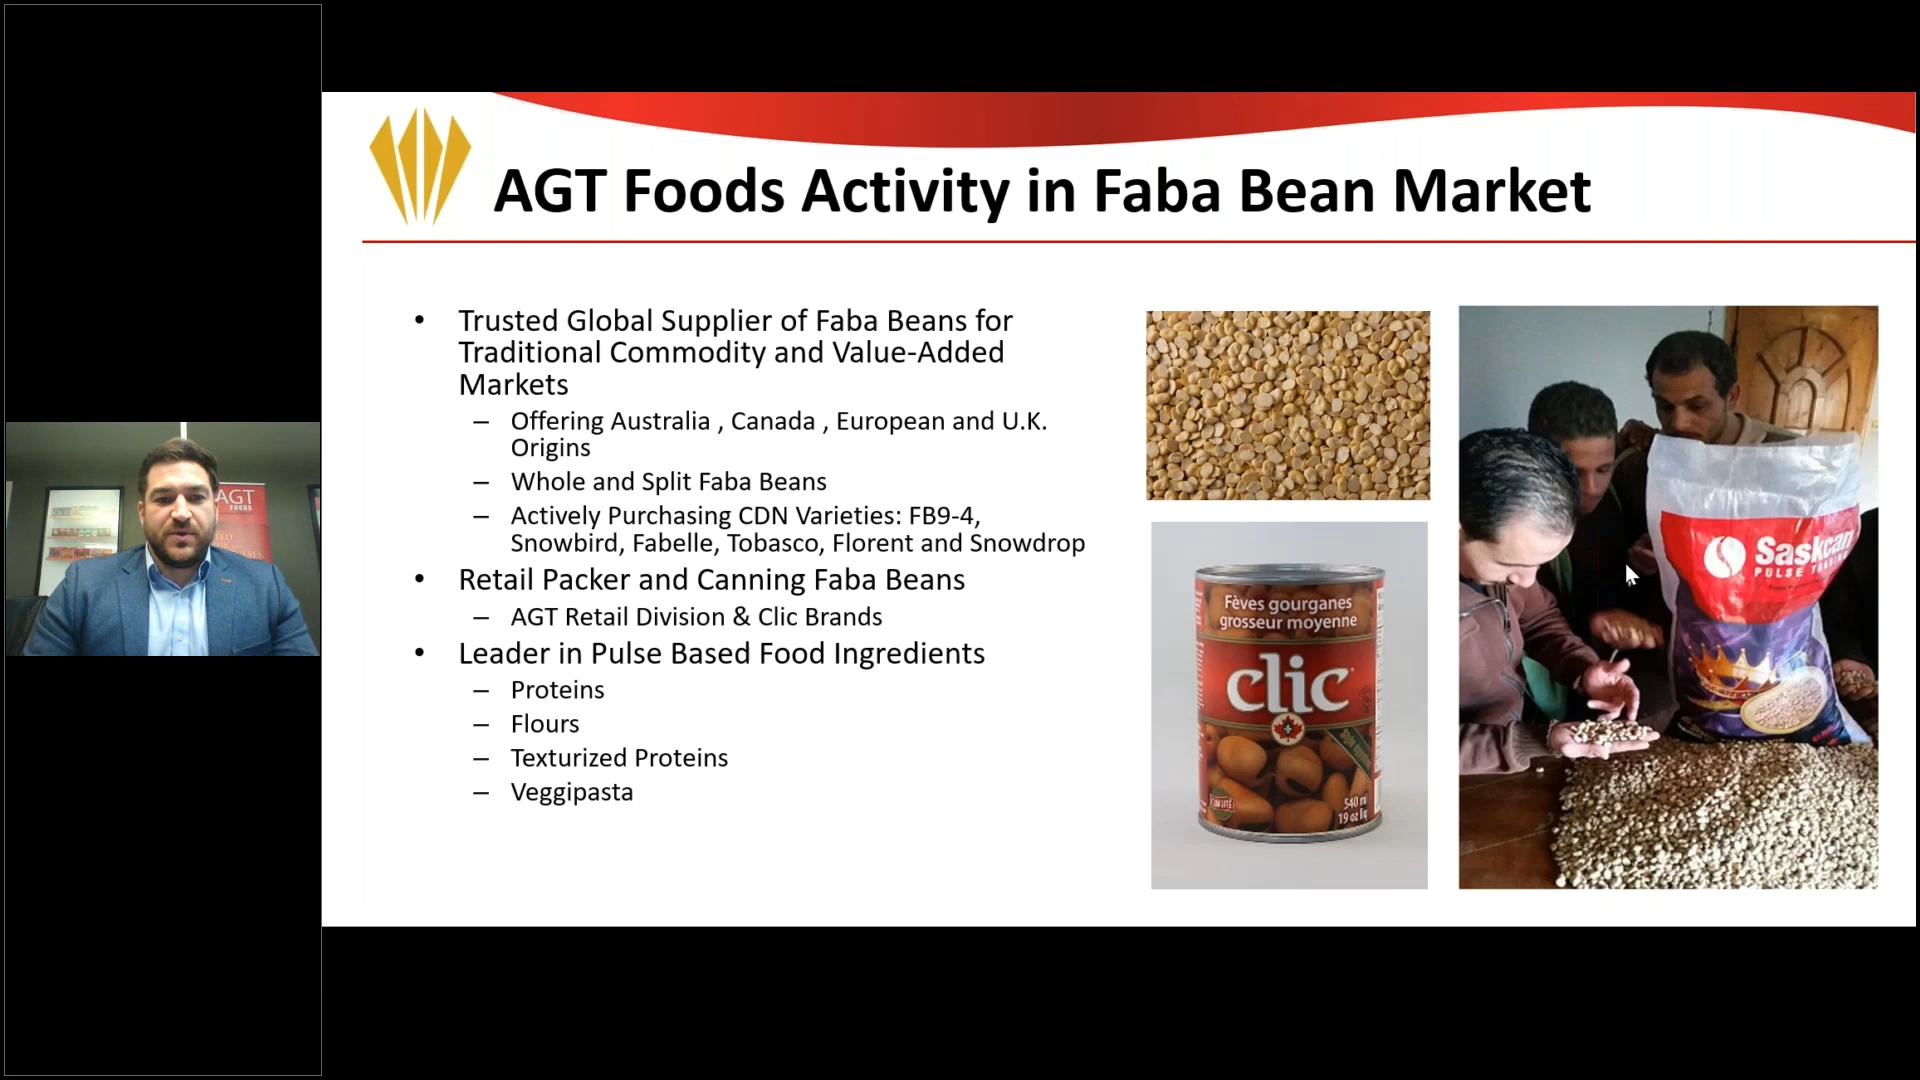 AGT Foods Activity in Faba Bean Market
• Trusted Global Supplier of Faba Beans for
Traditional Commodity and Value-Added
Markets
– Offering Australia , Canada , European and U.K.
Origins
– Whole and Split Faba Beans
– Actively Purchasing CDN Varieties: FB9-4,
Snowbird, Fabelle, Tobasco, Florent and Snowdrop
• Retail Packer and Canning Faba Beans
– AGT Retail Division & Clic Brands
• Leader in Pulse Based Food Ingredients
– Proteins
– Flours
– Texturized Proteins
– Veggipasta
Fèves gourganes
grosseur moyenne
clic
540 ml
19 oz liq
Saskcan
PULSE
AGT
FOODS